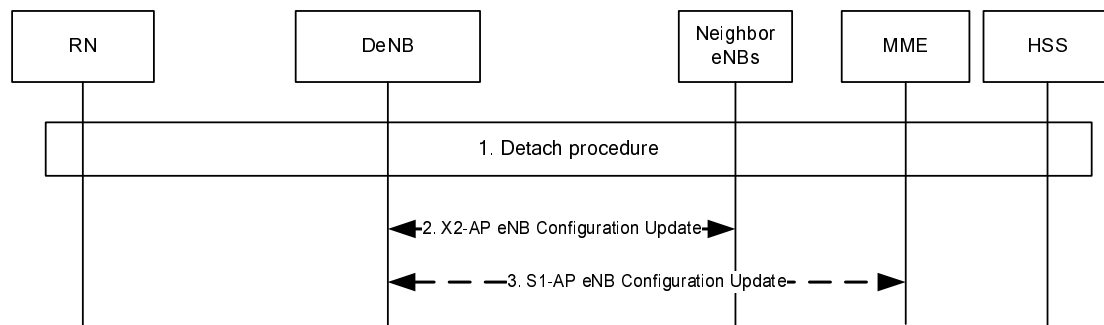 RN
DeNB
Neighbor
eNBs
MME
HSS
1. Detach procedure
2. X2-AP eNB Configuration Update
3. S1-AP eNB Configuration Update